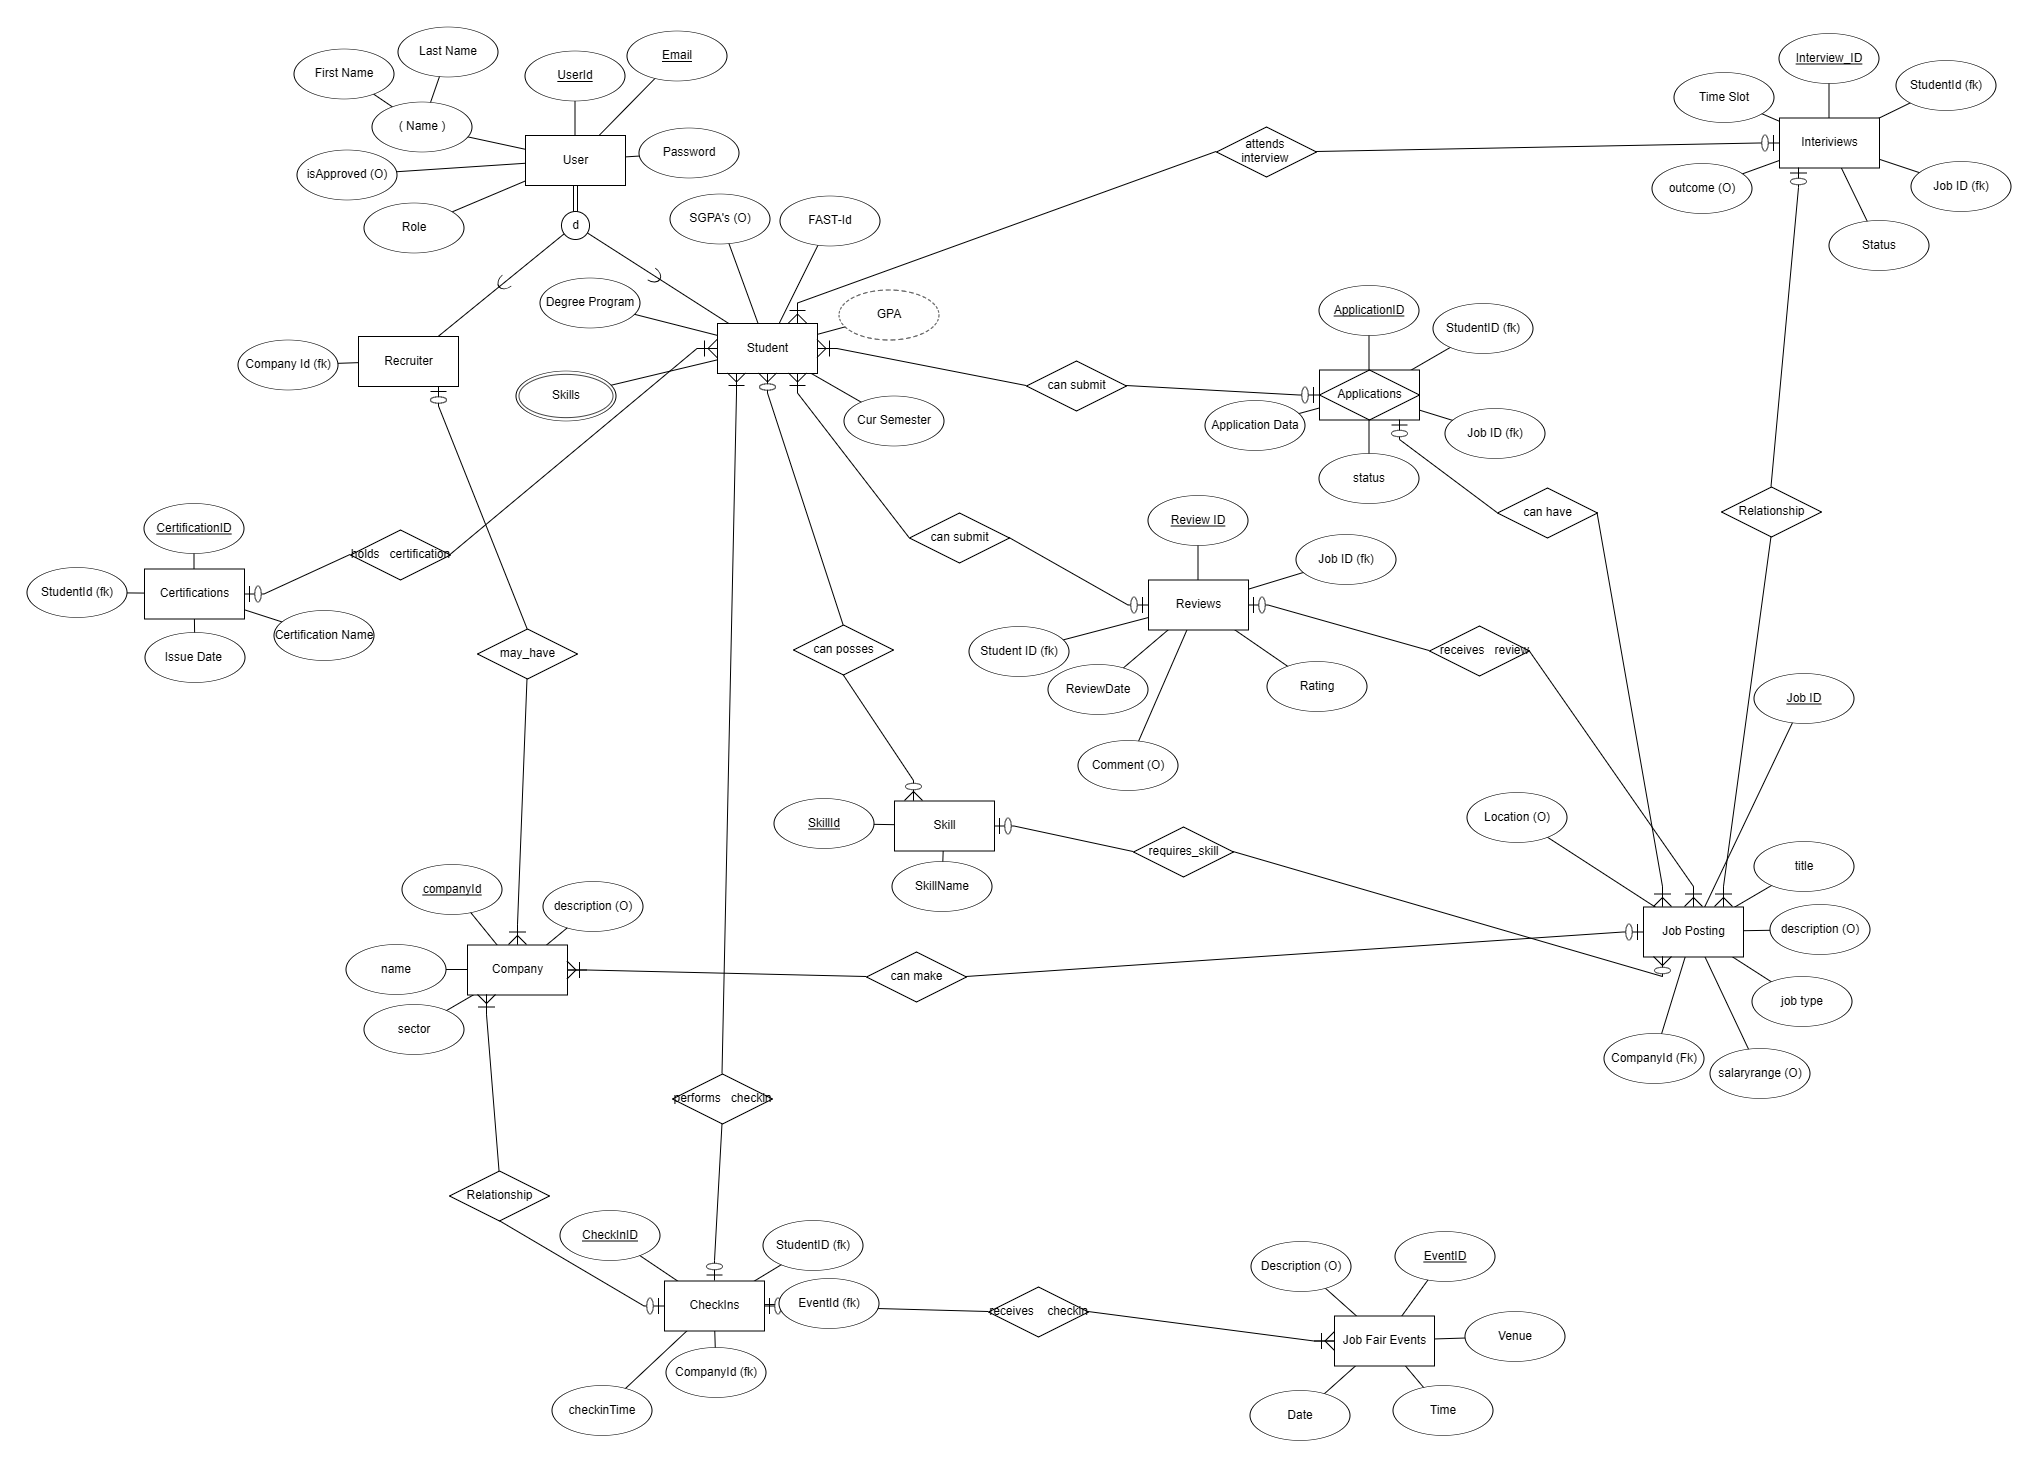 Last Name
First Name
UserId
Email
( Name )
User
Password
isApproved (O)
Role
d
Interview_ID
Time Slot
StudentId (fk)
Interiviews
outcome (O)
Job ID (fk)
Status
attends
interview
SGPA's (O)
FAST-Id
Degree Program
GPA
Student
Skills
Cur Semester
Recruiter
Company Id (fk)
can submit
ApplicationID
StudentID (fk)
Applications
Application Data
Job ID (fk)
status
can have
Relationship
CertificationID
holds certification
StudentId (fk)
Certifications
Certification Name
Issue Date
may_have
can submit
Review ID
Job ID (fk)
Reviews
Student ID (fk)
ReviewDate
Rating
Comment (O)
receives review
can posses
SkillId
Skill
SkillName
requires_skill
Job ID
Location (O)
title
Job Posting
description (O)
job type
CompanyId (Fk)
salaryrange (O)
companyId
description (O)
name
Company
sector
can make
performs checkin
Relationship
CheckInID
StudentID (fk)
CheckIns
EventId (fk)
CompanyId (fk)
checkinTime
receives checkin
Description (O)
EventID
Job Fair Events
Venue
Date
Time